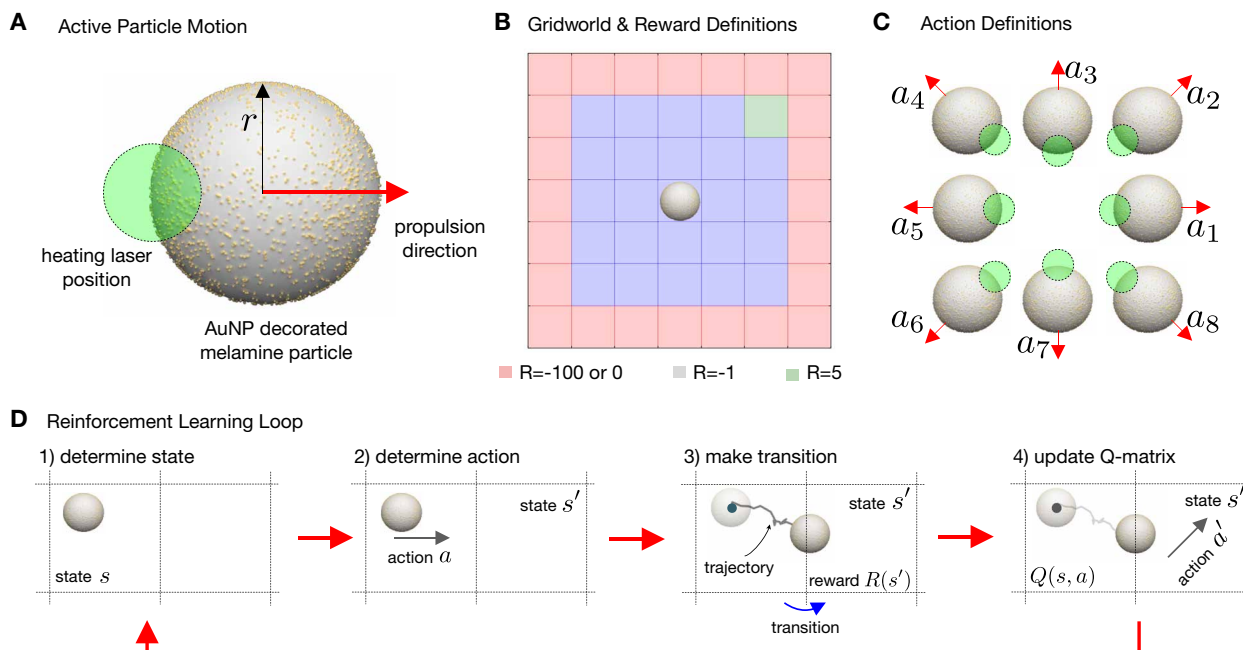 A Active Particle Motion
r
heating laser
position
propulsion
direction
AuNP decorated
melamine particle
B Gridworld & Reward Definitions
R=-100 or 0 R=-1 R=5
C Action Definitions
a₄ a₃ a₂
a₅ a₁
a₆ a₇ a₈
D Reinforcement Learning Loop
1) determine state
state s
2) determine action
state s′
action a
3) make transition
state s′
trajectory
reward R(s′)
transition
4) update Q-matrix
state s′
action a′
Q(s, a)